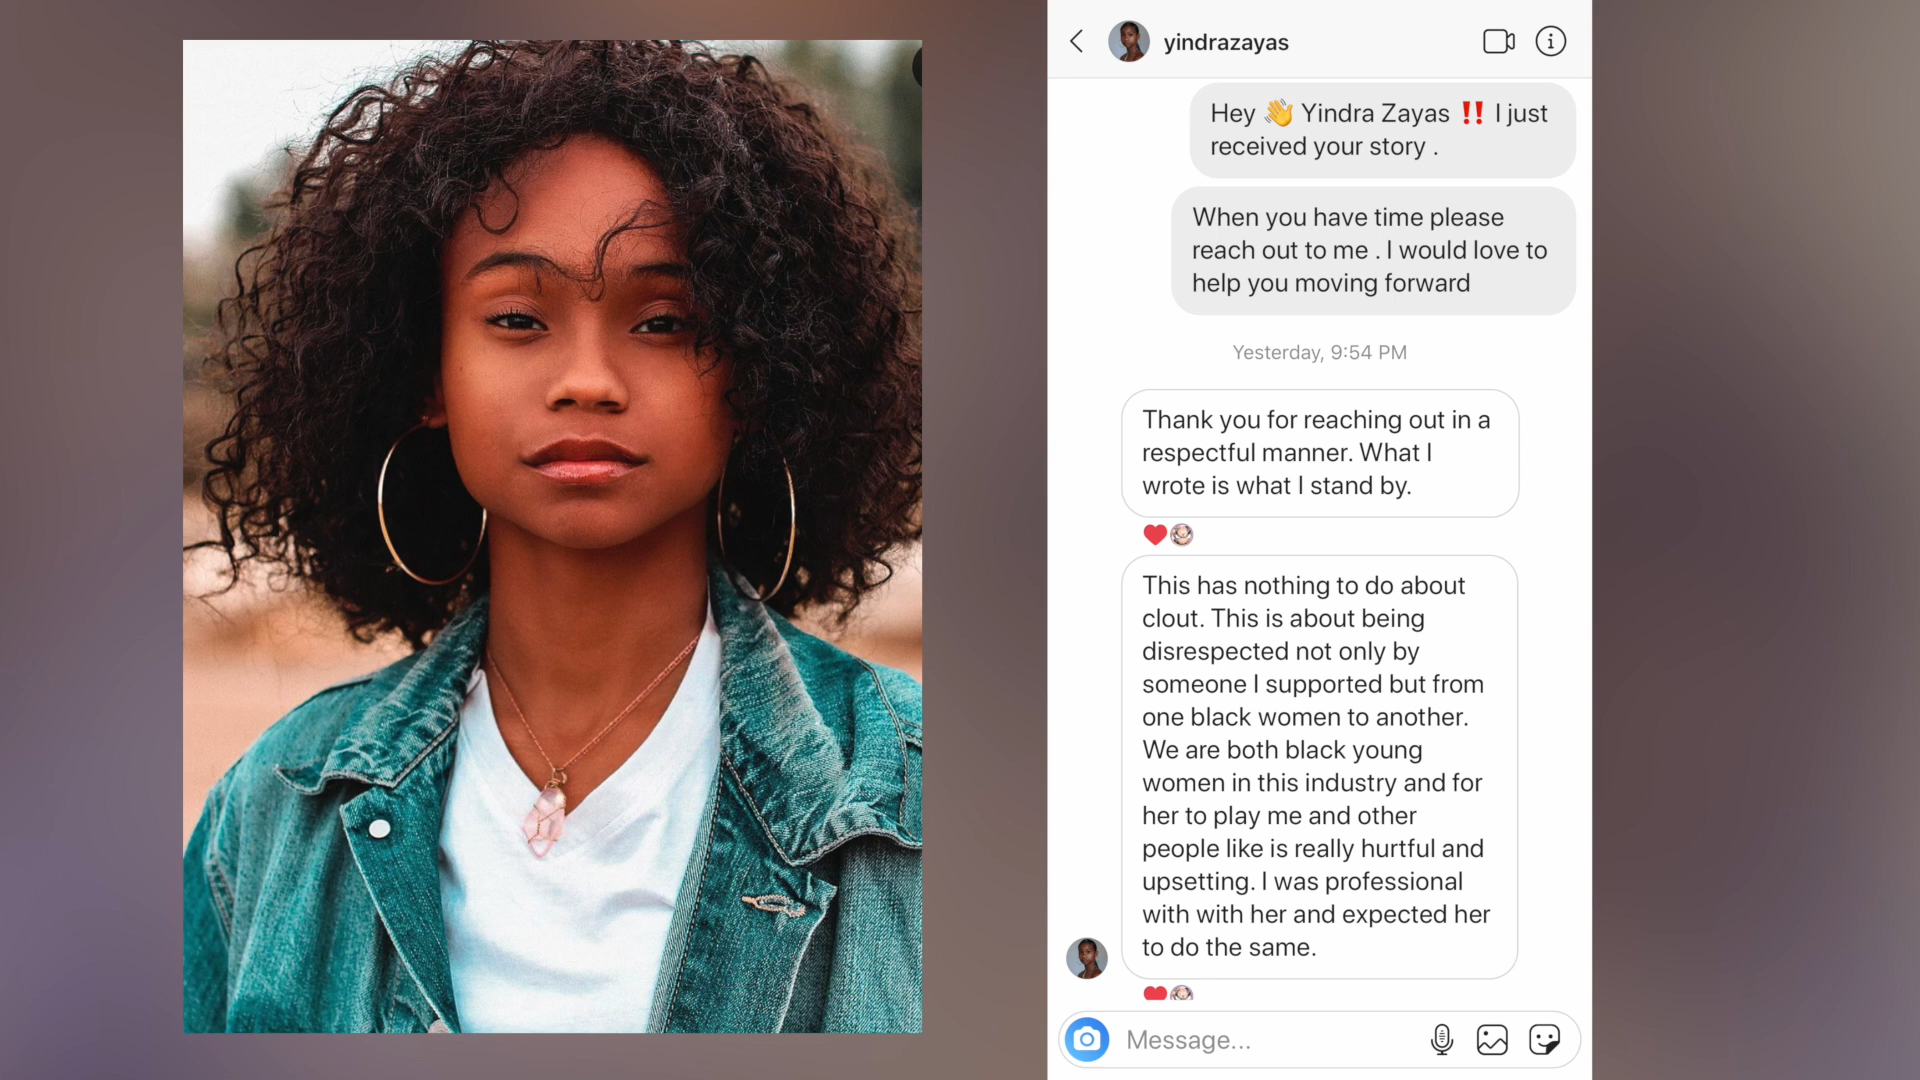 yindrazayas
Hey 👋 Yindra Zayas ‼️ I just
received your story .
When you have time please
reach out to me . I would love to
help you moving forward
Yesterday, 9:54 PM
Thank you for reaching out in a
respectful manner. What I
wrote is what I stand by.
This has nothing to do about
clout. This is about being
disrespected not only by
someone I supported but from
one black women to another.
We are both black young
women in this industry and for
her to play me and other
people like is really hurtful and
upsetting. I was professional
with with her and expected her
to do the same.
Message...